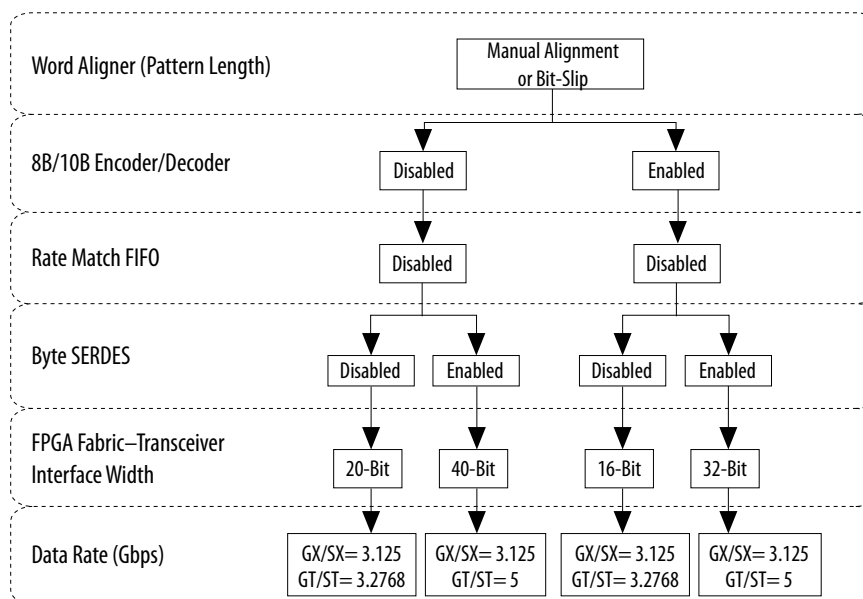 Word Aligner (Pattern Length)
Manual Alignment
or Bit-Slip
8B/10B Encoder/Decoder
Disabled
Enabled
Rate Match FIFO
Disabled
Disabled
Byte SERDES
Disabled
Enabled
Disabled
Enabled
FPGA Fabric–Transceiver
Interface Width
20-Bit
40-Bit
16-Bit
32-Bit
Data Rate (Gbps)
GX/SX= 3.125
GT/ST= 3.2768
GX/SX= 3.125
GT/ST= 5
GX/SX= 3.125
GT/ST= 3.2768
GX/SX= 3.125
GT/ST= 5